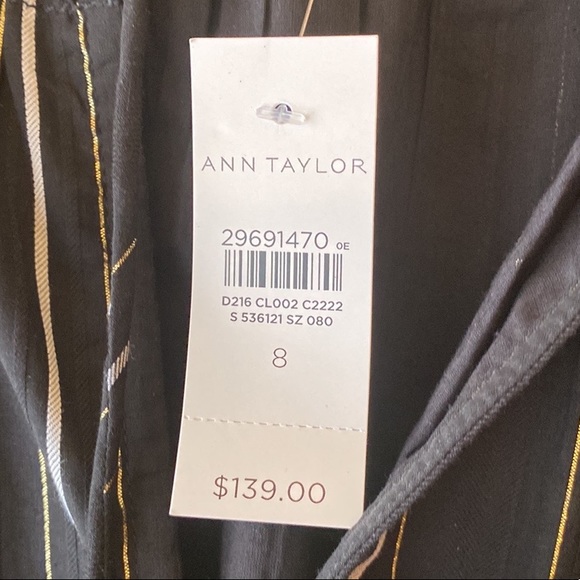 ANN TAYLOR
29691470 0E
D216 CL002 C2222
S 536121 SZ 080
8
$139.00